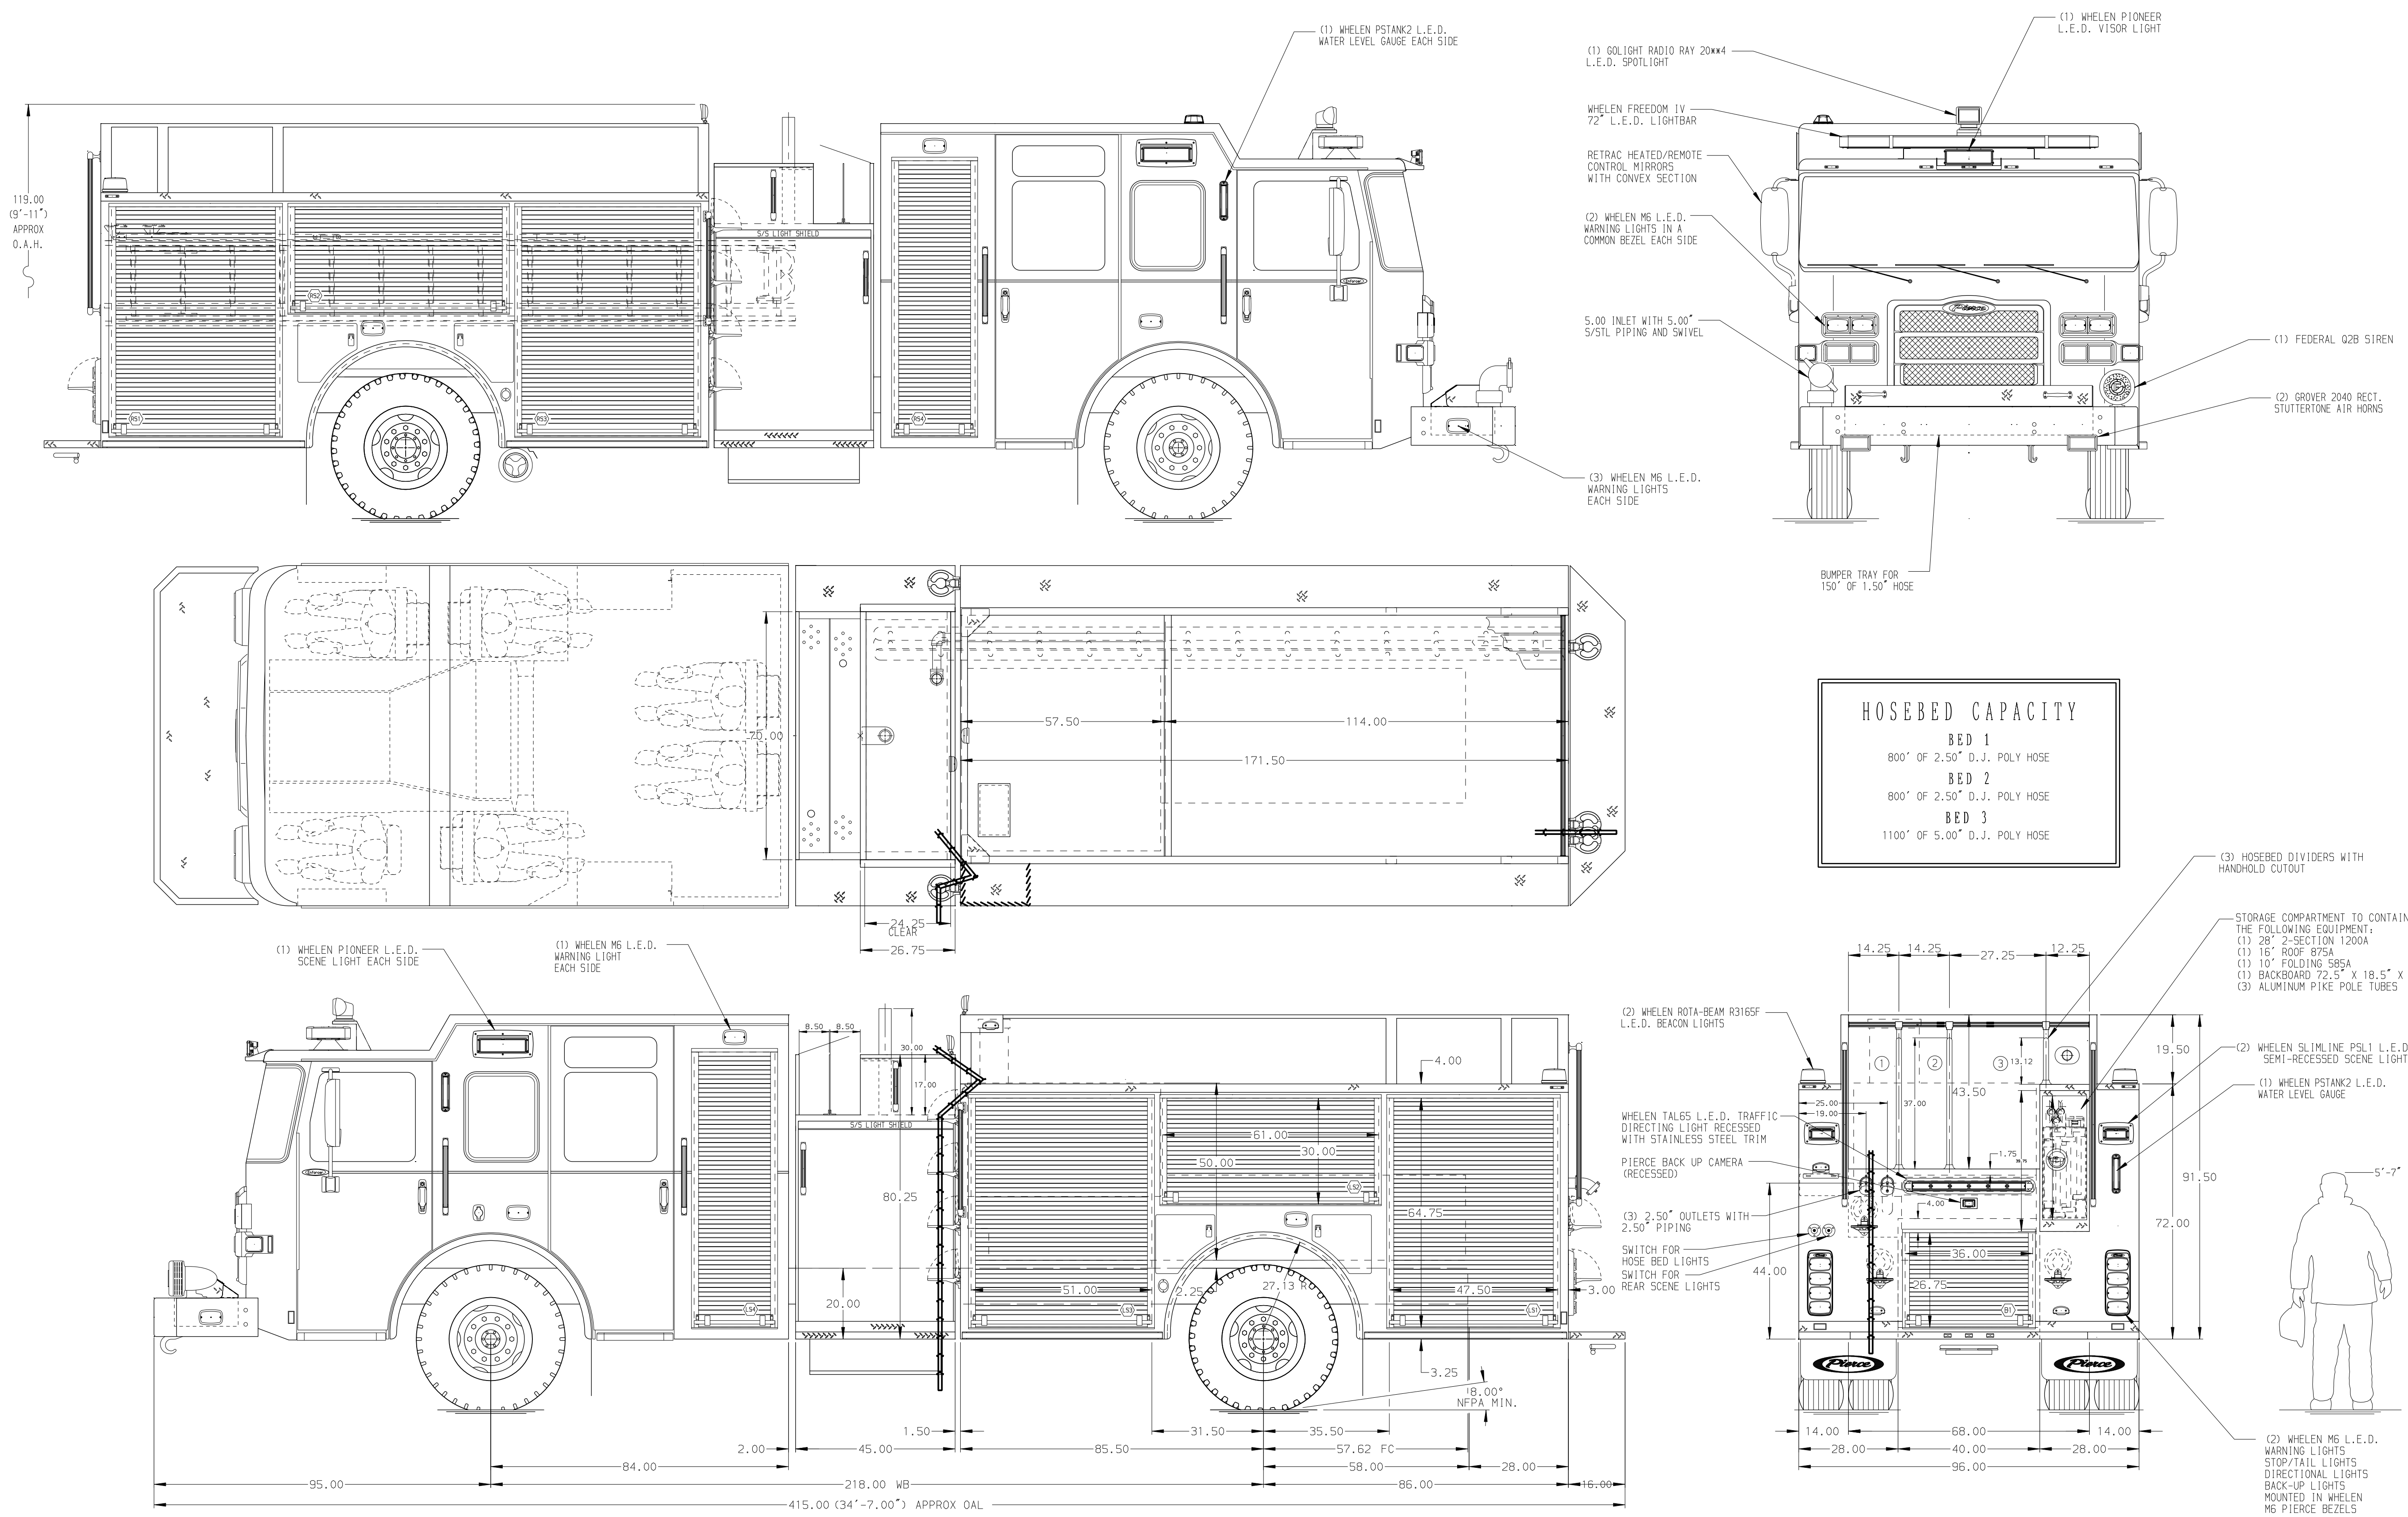 (1) WHELEN PSTANK2 L.E.D.
WATER LEVEL GAUGE EACH SIDE
(1) WHELEN PIONEER
L.E.D. VISOR LIGHT
(1) GOLIGHT RADIO RAY 20**4
L.E.D. SPOTLIGHT
WHELEN FREEDOM IV
72" L.E.D. LIGHTBAR
RETRAC HEATED/REMOTE
CONTROL MIRRORS
WITH CONVEX SECTION
(2) WHELEN M6 L.E.D.
WARNING LIGHTS IN A
COMMON BEZEL EACH SIDE
5.00 INLET WITH 5.00"
S/STL PIPING AND SWIVEL
(1) FEDERAL Q2B SIREN
(2) GROVER 2040 RECT.
STUTTERTONE AIR HORNS
(3) WHELEN M6 L.E.D.
WARNING LIGHTS
EACH SIDE
BUMPER TRAY FOR
150' OF 1.50" HOSE
119.00
(9'-11")
APPROX
O.A.H.
S/S LIGHT SHIELD
RS1
RS2
RS3
RS4
Enforcer
Pierce
70.00
57.50
114.00
171.50
24.25
CLEAR
26.75
HOSEBED CAPACITY
BED 1
800' OF 2.50" D.J. POLY HOSE
BED 2
800' OF 2.50" D.J. POLY HOSE
BED 3
1100' OF 5.00" D.J. POLY HOSE
(1) WHELEN PIONEER L.E.D.
SCENE LIGHT EACH SIDE
(1) WHELEN M6 L.E.D.
WARNING LIGHT
EACH SIDE
8.50
8.50
30.00
17.00
S/S LIGHT SHIELD
80.25
20.00
4.00
61.00
30.00
50.00
64.75
51.00
2.25
27.13 R
47.50
3.00
3.25
8.00°
NFPA MIN.
Enforcer
LS4
LS3
LS2
LS1
1.50
31.50
35.50
2.00
45.00
85.50
57.62 FC
84.00
58.00
28.00
95.00
218.00 WB
86.00
16.00
415.00 (34'-7.00") APPROX OAL
(3) HOSEBED DIVIDERS WITH
HANDHOLD CUTOUT
STORAGE COMPARTMENT TO CONTAIN
THE FOLLOWING EQUIPMENT:
(1) 28' 2-SECTION 1200A
(1) 16' ROOF 875A
(1) 10' FOLDING 585A
(1) BACKBOARD 72.5" X 18.5" X
(3) ALUMINUM PIKE POLE TUBES
(2) WHELEN ROTA-BEAM R316SF
L.E.D. BEACON LIGHTS
(2) WHELEN SLIMLINE PSL1 L.E.D
SEMI-RECESSED SCENE LIGHT
(1) WHELEN PSTANK2 L.E.D.
WATER LEVEL GAUGE
WHELEN TAL65 L.E.D. TRAFFIC
DIRECTING LIGHT RECESSED
WITH STAINLESS STEEL TRIM
PIERCE BACK UP CAMERA
(RECESSED)
(3) 2.50" OUTLETS WITH
2.50" PIPING
SWITCH FOR
HOSE BED LIGHTS
SWITCH FOR
REAR SCENE LIGHTS
14.25
14.25
27.25
12.25
1
2
3
13.12
19.50
25.00
19.00
37.00
43.50
1.75
4.00
91.50
72.00
44.00
36.00
26.75
B1
5'-7"
Pierce
Pierce
14.00
68.00
14.00
28.00
40.00
28.00
96.00
(2) WHELEN M6 L.E.D.
WARNING LIGHTS
STOP/TAIL LIGHTS
DIRECTIONAL LIGHTS
BACK-UP LIGHTS
MOUNTED IN WHELEN
M6 PIERCE BEZELS